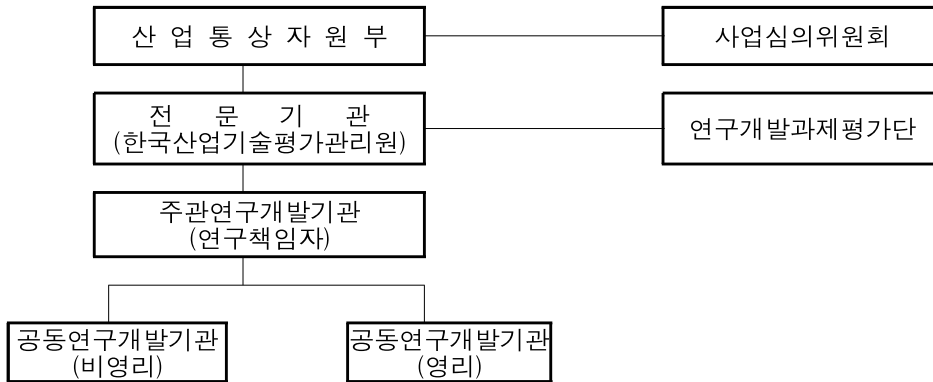 산 업 통 상 자 원 부
사업심의위원회
전 문 기 관
(한국산업기술평가관리원)
연구개발과제평가단
주관연구개발기관
(연구책임자)
공동연구개발기관
(비영리)
공동연구개발기관
(영리)